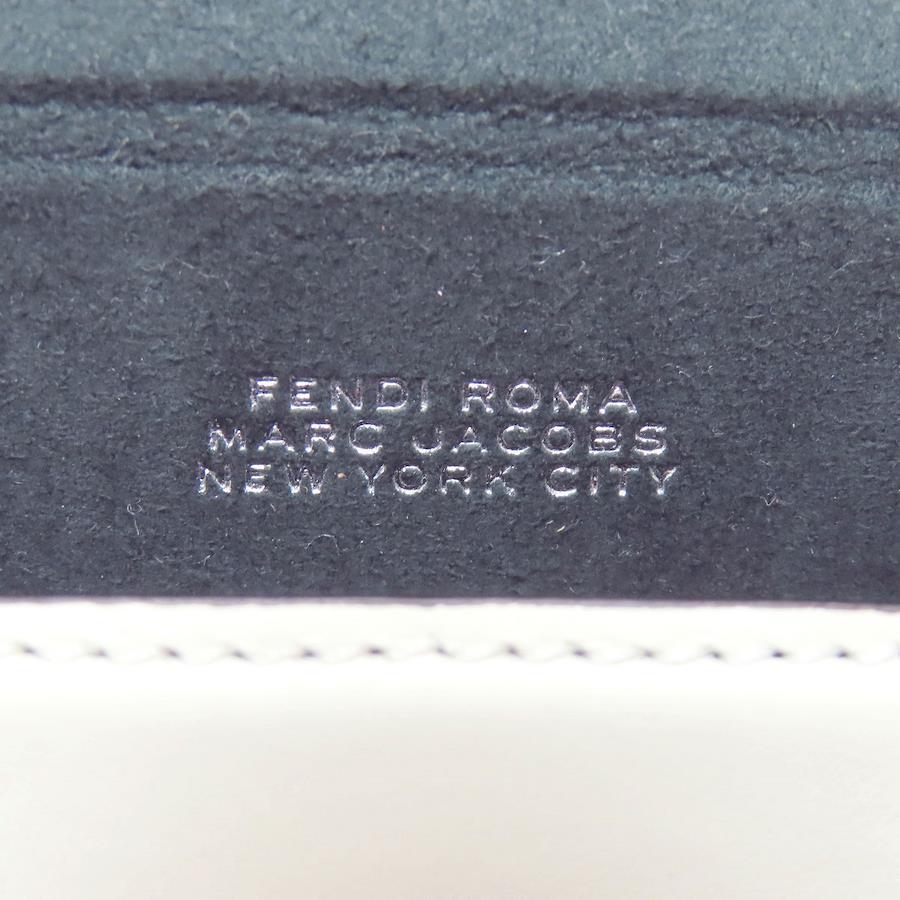 FENDI ROMA
MARC JACOBS
NEW YORK CITY